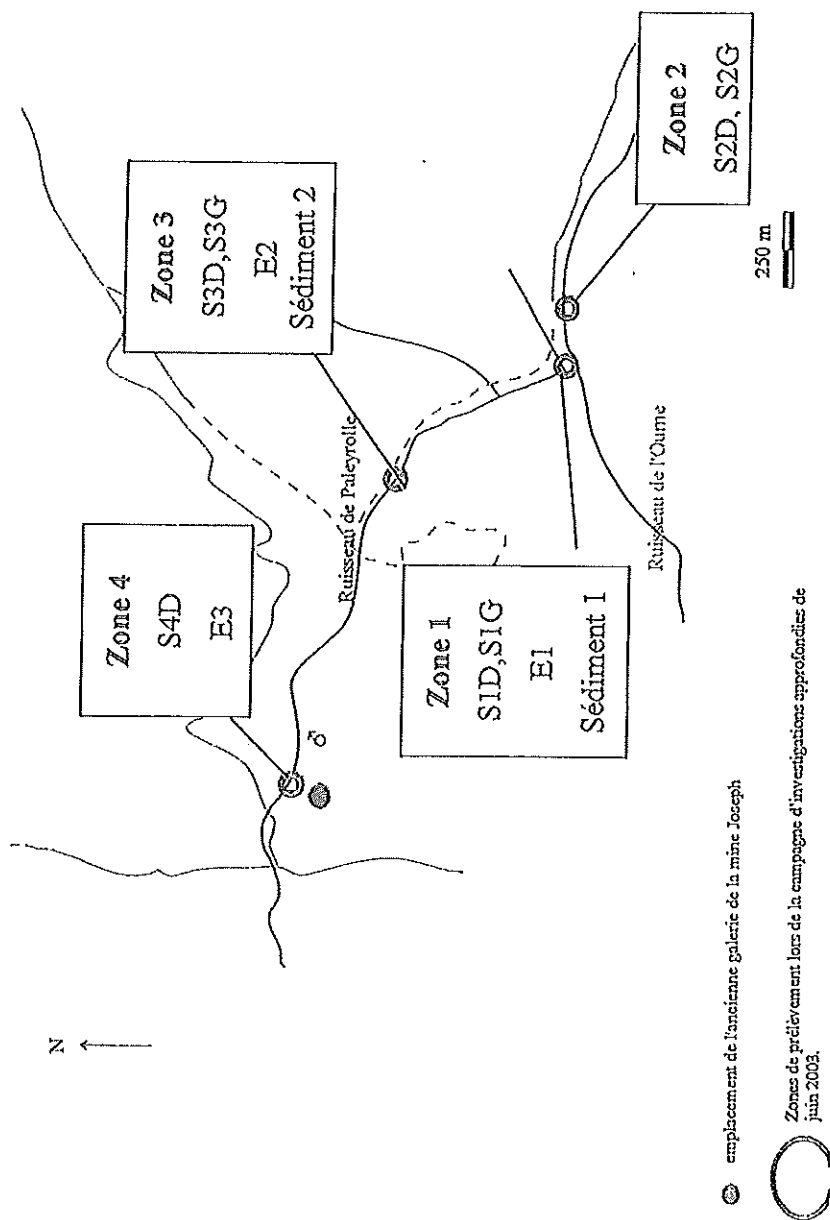 N
Zone 4
S4D
E3
Zone 3
S3D,S3G
E2
Sédiment 2
Ruisseau de Paleyrolle
Zone 1
S1D,S1G
E1
Sédiment 1
Ruisseau de l'Ourne
Zone 2
S2D, S2G
250 m
emplacement de l'ancienne galerie de la mine Joseph
Zones de prélèvement lors de la campagne d'investigations approfondies de
juin 2003.